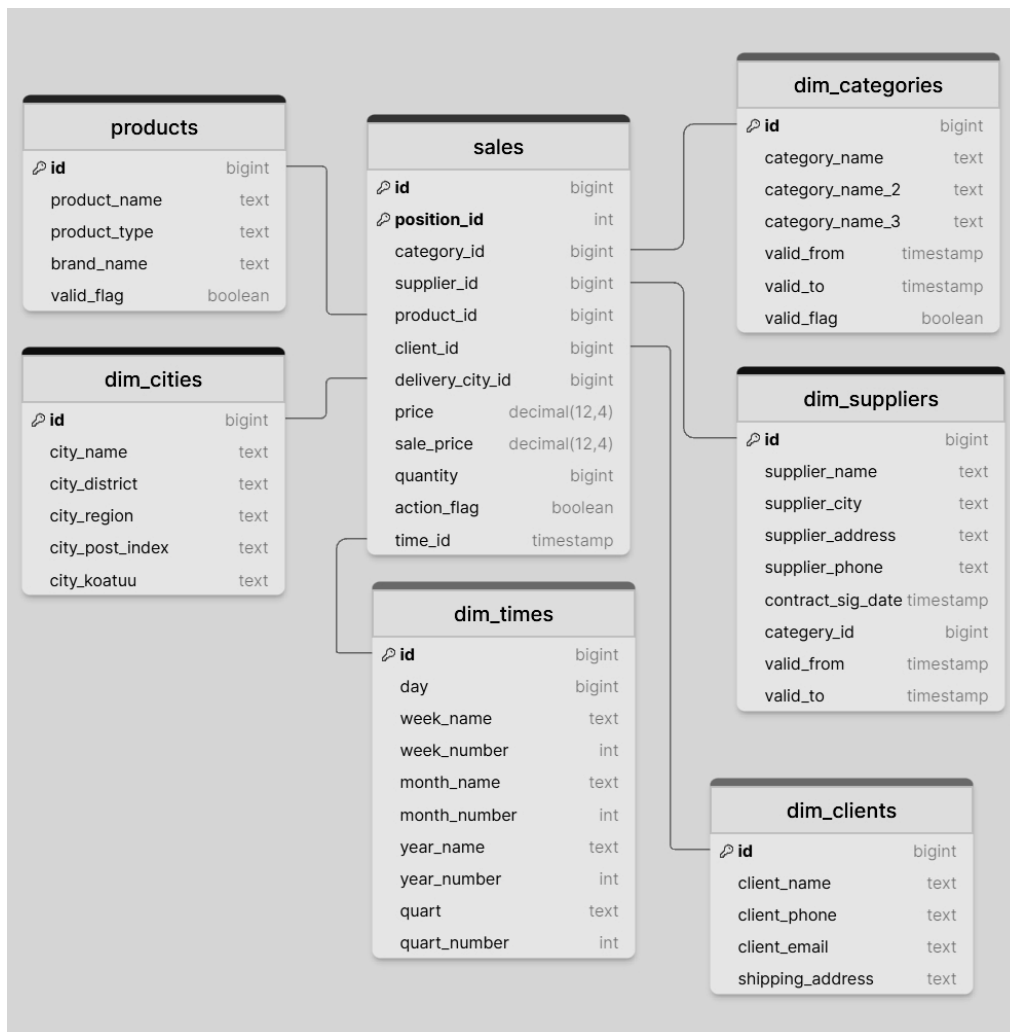 products
id bigint
product_name text
product_type text
brand_name text
valid_flag boolean
dim_cities
id bigint
city_name text
city_district text
city_region text
city_post_index text
city_koatuu text
sales
id bigint
position_id int
category_id bigint
supplier_id bigint
product_id bigint
client_id bigint
delivery_city_id bigint
price decimal(12,4)
sale_price decimal(12,4)
quantity bigint
action_flag boolean
time_id timestamp
dim_times
id bigint
day bigint
week_name text
week_number int
month_name text
month_number int
year_name text
year_number int
quart text
quart_number int
dim_categories
id bigint
category_name text
category_name_2 text
category_name_3 text
valid_from timestamp
valid_to timestamp
valid_flag boolean
dim_suppliers
id bigint
supplier_name text
supplier_city text
supplier_address text
supplier_phone text
contract_sig_date timestamp
categery_id bigint
valid_from timestamp
valid_to timestamp
dim_clients
id bigint
client_name text
client_phone text
client_email text
shipping_address text